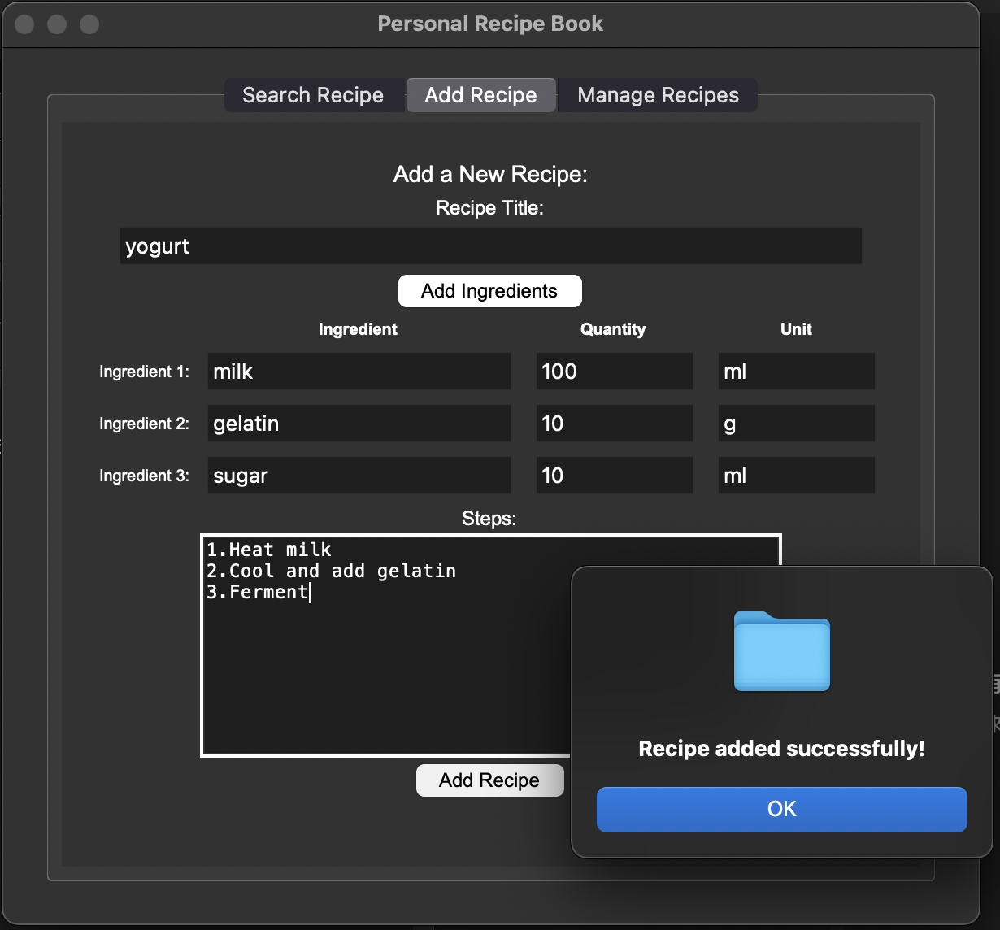 Personal Recipe Book
Search Recipe Add Recipe Manage Recipes
Add a New Recipe:
Recipe Title:
yogurt
Add Ingredients
Ingredient Quantity Unit
Ingredient 1: milk 100 ml
Ingredient 2: gelatin 10 g
Ingredient 3: sugar 10 ml
Steps:
1.Heat milk
2.Cool and add gelatin
3.Ferment
Add Recipe
Recipe added successfully!
OK